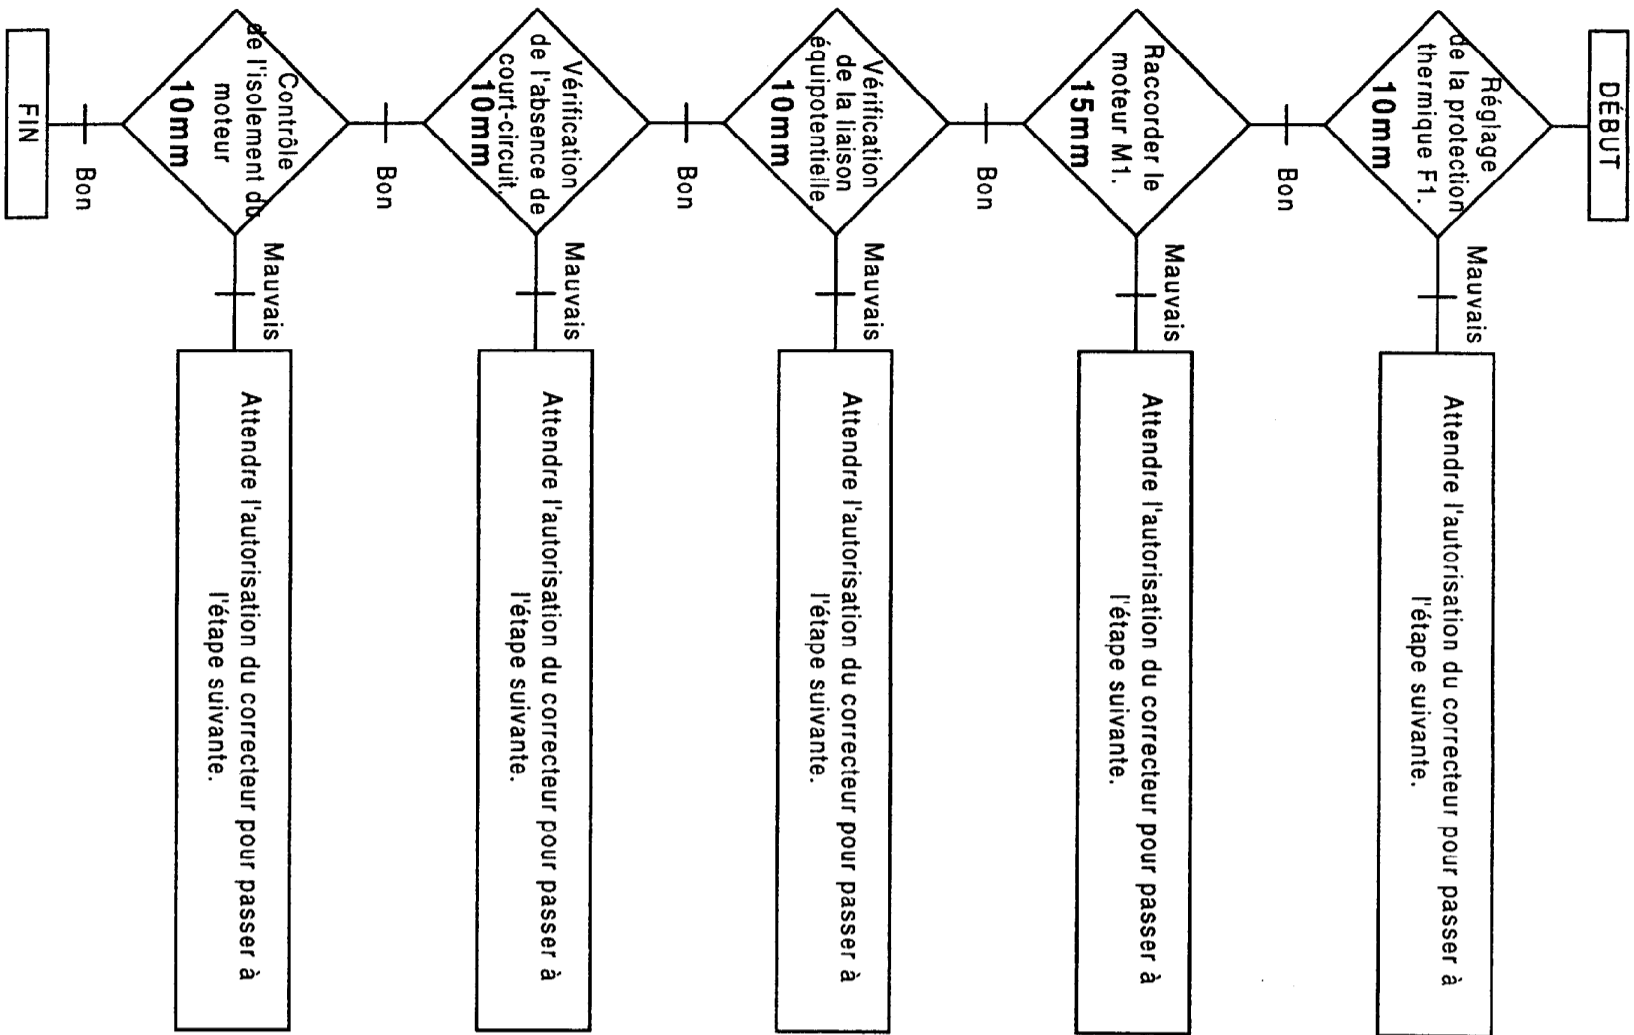 DÉBUT
Réglage
de la protection
thermique F1.
10mm
Mauvais
Attendre l'autorisation du correcteur pour passer à
l'étape suivante.
Bon
Raccorder le
moteur M1.
15mm
Mauvais
Attendre l'autorisation du correcteur pour passer à
l'étape suivante.
Bon
Vérification
de la liaison
équipotentielle.
10mm
Mauvais
Attendre l'autorisation du correcteur pour passer à
l'étape suivante.
Bon
Vérification
de l'absence de
court-circuit.
10mm
Mauvais
Attendre l'autorisation du correcteur pour passer à
l'étape suivante.
Bon
Contrôle
de l'isolement du
moteur
10mm
Mauvais
Attendre l'autorisation du correcteur pour passer à
l'étape suivante.
Bon
FIN